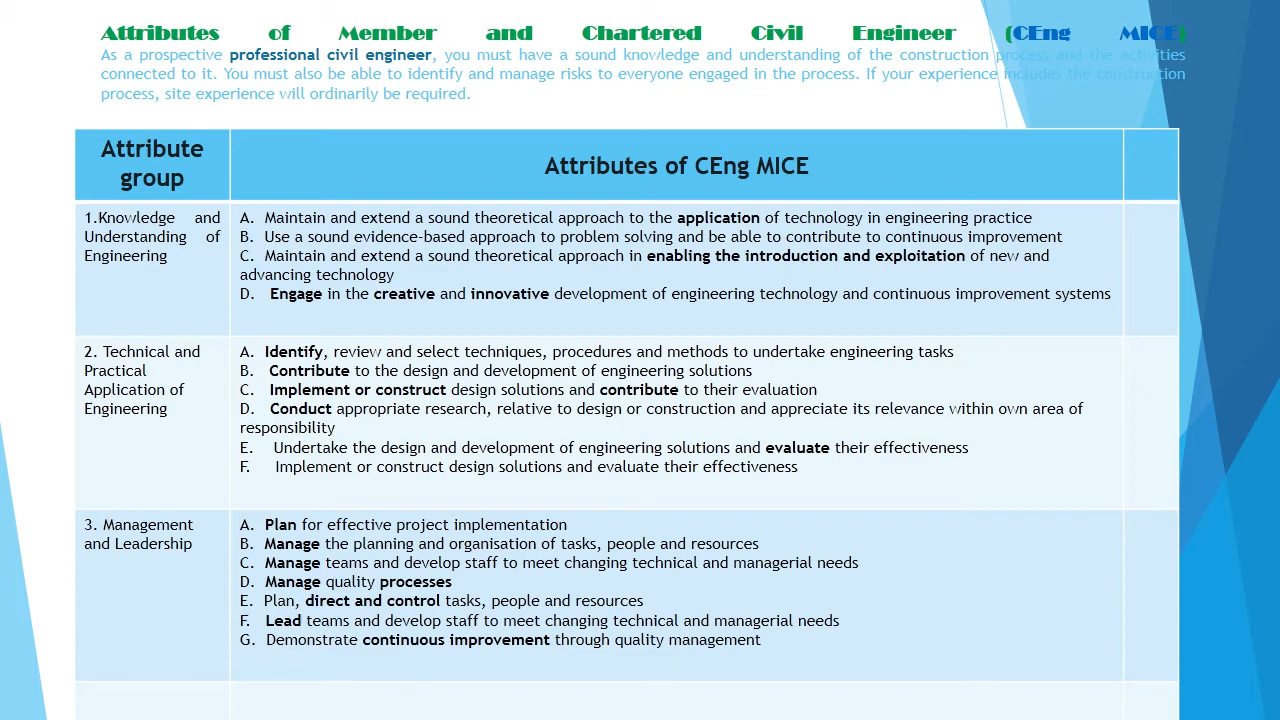 Attributes of Member and Chartered Civil Engineer (CEng MICE)
As a prospective professional civil engineer, you must have a sound knowledge and understanding of the construction process and the activities
connected to it. You must also be able to identify and manage risks to everyone engaged in the process. If your experience includes the construction
process, site experience will ordinarily be required.
Attribute
group
Attributes of CEng MICE
1.Knowledge and
Understanding of
Engineering
A. Maintain and extend a sound theoretical approach to the application of technology in engineering practice
B. Use a sound evidence-based approach to problem solving and be able to contribute to continuous improvement
C. Maintain and extend a sound theoretical approach in enabling the introduction and exploitation of new and
advancing technology
D. Engage in the creative and innovative development of engineering technology and continuous improvement systems
2. Technical and
Practical
Application of
Engineering
A. Identify, review and select techniques, procedures and methods to undertake engineering tasks
B. Contribute to the design and development of engineering solutions
C. Implement or construct design solutions and contribute to their evaluation
D. Conduct appropriate research, relative to design or construction and appreciate its relevance within own area of
responsibility
E. Undertake the design and development of engineering solutions and evaluate their effectiveness
F. Implement or construct design solutions and evaluate their effectiveness
3. Management
and Leadership
A. Plan for effective project implementation
B. Manage the planning and organisation of tasks, people and resources
C. Manage teams and develop staff to meet changing technical and managerial needs
D. Manage quality processes
E. Plan, direct and control tasks, people and resources
F. Lead teams and develop staff to meet changing technical and managerial needs
G. Demonstrate continuous improvement through quality management